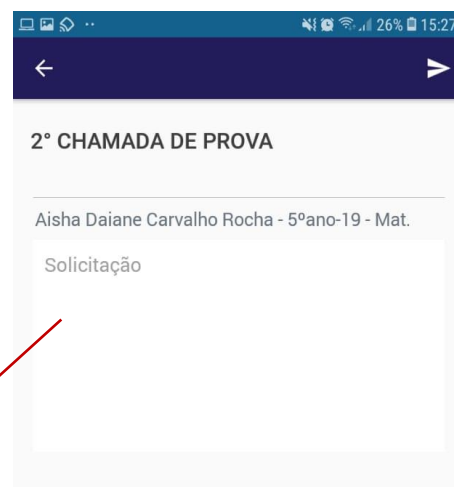 26% 15:27
2° CHAMADA DE PROVA
Aisha Daiane Carvalho Rocha - 5ºano-19 - Mat.
Solicitação